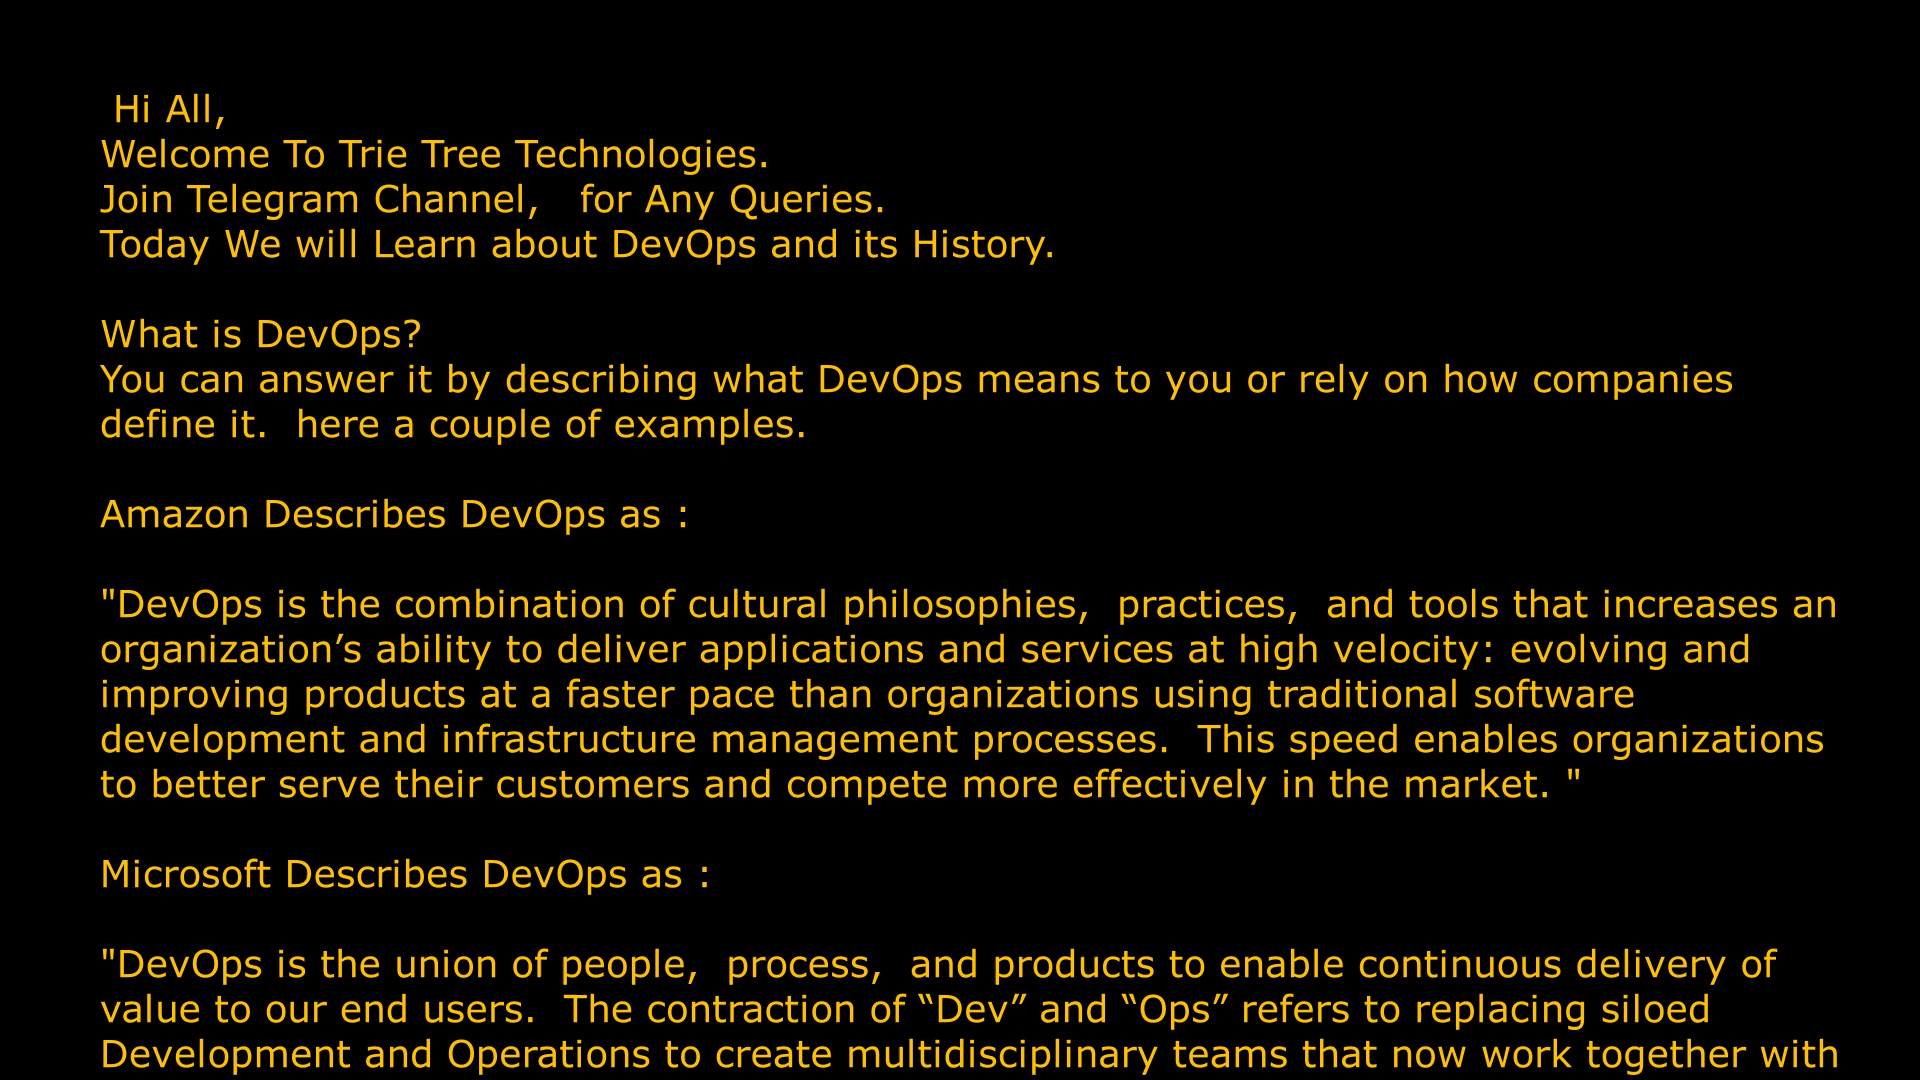 Hi All,
Welcome To Trie Tree Technologies.
Join Telegram Channel,   for Any Queries.
Today We will Learn about DevOps and its History.
What is DevOps?
You can answer it by describing what DevOps means to you or rely on how companies
define it.  here a couple of examples.
Amazon Describes DevOps as :
"DevOps is the combination of cultural philosophies,  practices,  and tools that increases an
organization’s ability to deliver applications and services at high velocity: evolving and
improving products at a faster pace than organizations using traditional software
development and infrastructure management processes.  This speed enables organizations
to better serve their customers and compete more effectively in the market. "
Microsoft Describes DevOps as :
"DevOps is the union of people,  process,  and products to enable continuous delivery of
value to our end users.  The contraction of “Dev” and “Ops” refers to replacing siloed
Development and Operations to create multidisciplinary teams that now work together with